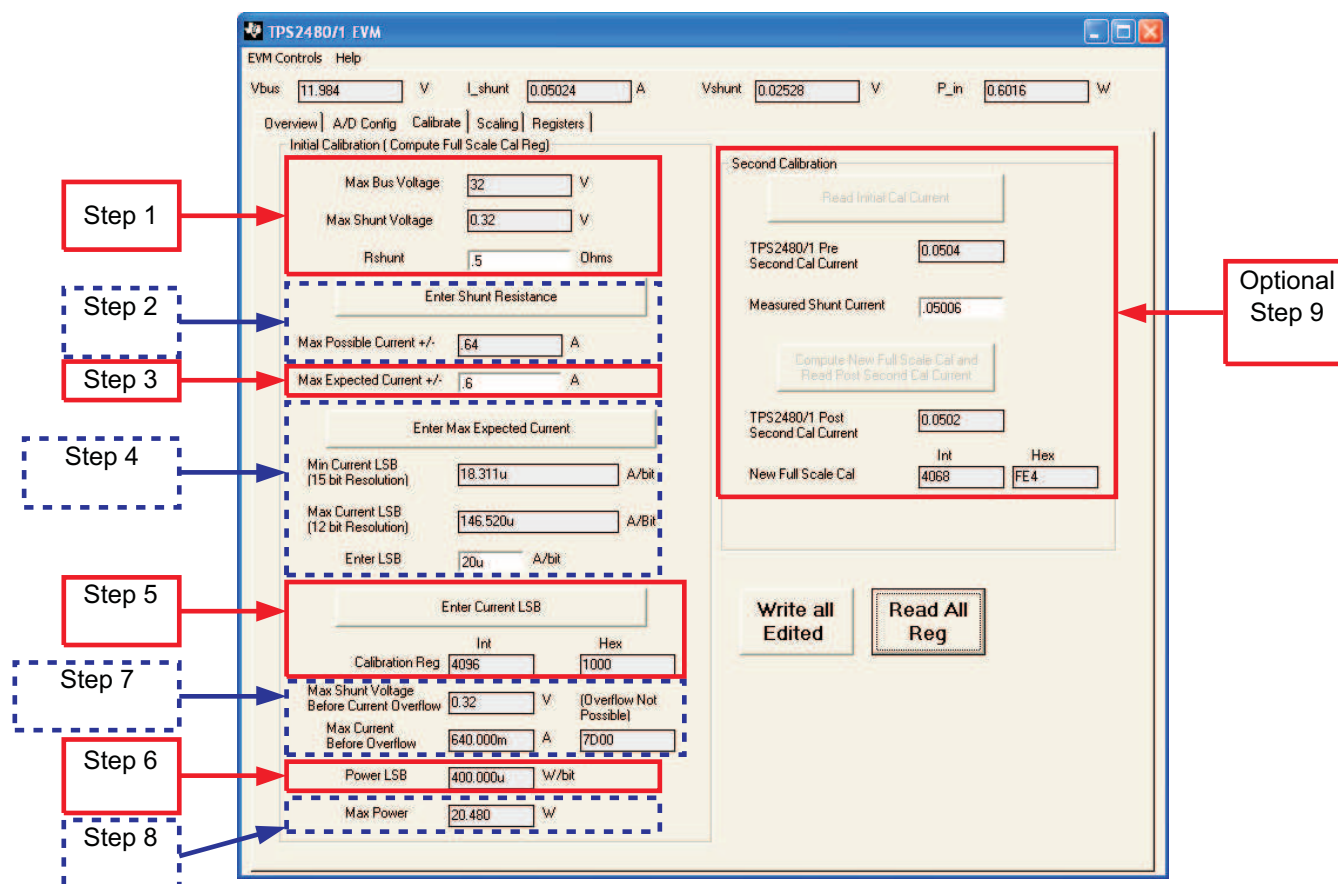 TPS2480/1 EVM
EVM Controls Help
Vbus 11.984 V I_shunt 0.05024 A Vshunt 0.02528 V P_in 0.6016 W
Overview A/D Config Calibrate Scaling Registers
Initial Calibration ( Compute Full Scale Cal Reg)
Step 1
Max Bus Voltage 32 V
Max Shunt Voltage 0.32 V
Rshunt .5 Ohms
Step 2
Enter Shunt Resistance
Max Possible Current +/- .64 A
Step 3
Max Expected Current +/- .6 A
Step 4
Enter Max Expected Current
Min Current LSB
(15 bit Resolution) 18.311u A/bit
Max Current LSB
(12 bit Resolution) 146.520u A/Bit
Enter LSB 20u A/bit
Step 5
Enter Current LSB
Int Hex
Calibration Reg 4096 1000
Step 7
Max Shunt Voltage
Before Current Overflow 0.32 V (Overflow Not
Possible)
Max Current
Before Overflow 640.000m A 7D00
Step 6
Power LSB 400.000u W/bit
Step 8
Max Power 20.480 W
Second Calibration
Read Initial Cal Current
TPS2480/1 Pre
Second Cal Current 0.0504
Measured Shunt Current .05006
Compute New Full Scale Cal and
Read Post Second Cal Current
TPS2480/1 Post
Second Cal Current 0.0502
Int Hex
New Full Scale Cal 4068 FE4
Optional
Step 9
Write all
Edited
Read All
Reg